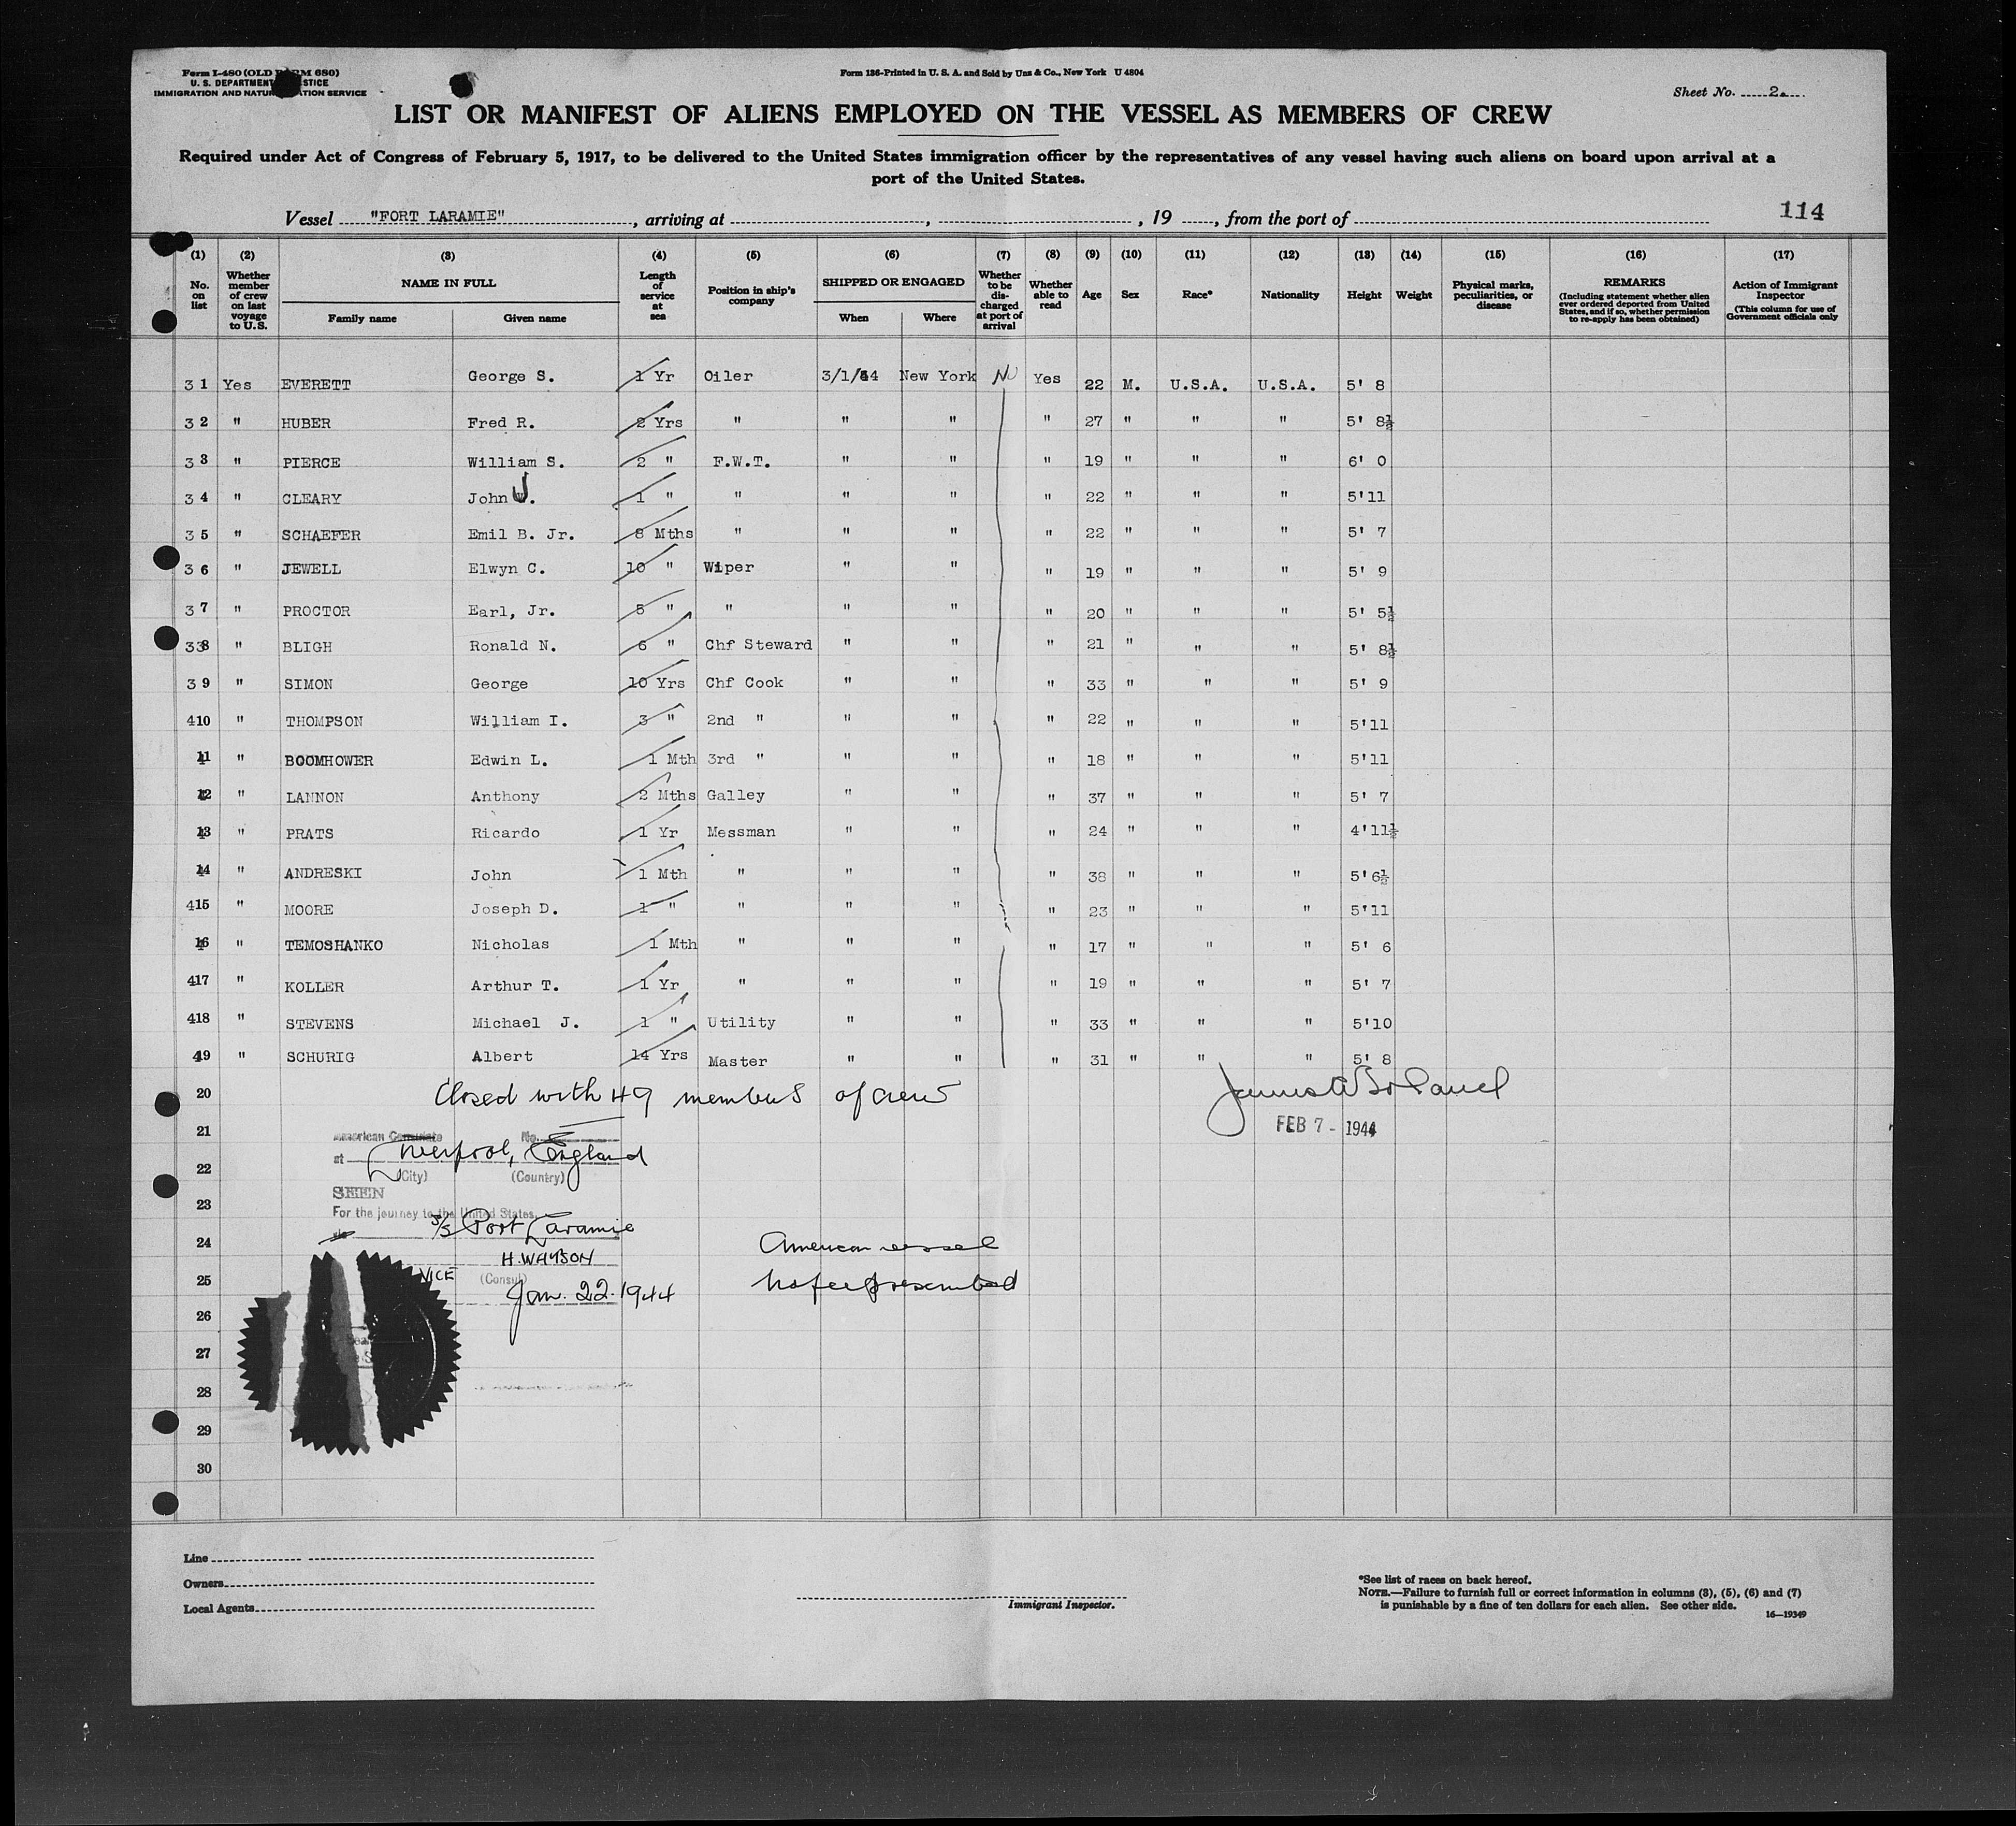 Form I-480 (OLD FORM 680)
U. S. DEPARTMENT JUSTICE
IMMIGRATION AND NATURALIZATION SERVICE
Form 136-Printed in U. S. A. and Sold by Unz & Co., New York U 4804
Sheet No. 2.
LIST OR MANIFEST OF ALIENS EMPLOYED ON THE VESSEL AS MEMBERS OF CREW
Required under Act of Congress of February 5, 1917, to be delivered to the United States immigration officer by the representatives of any vessel having such aliens on board upon arrival at a
port of the United States.
Vessel "FORT LARAMIE", arriving at , , 19 , from the port of
114
(1) No. on list
(2) Whether member of crew on last voyage to U.S.
(3) NAME IN FULL Family name Given name
(4) Length of service at sea
(5) Position in ship's company
(6) SHIPPED OR ENGAGED When Where
(7) Whether to be discharged at port of arrival
(8) Whether able to read
(9) Age
(10) Sex
(11) Race*
(12) Nationality
(13) Height
(14) Weight
(15) Physical marks, peculiarities, or disease
(16) REMARKS (Including statement whether alien ever ordered deported from United States, and if so, whether permission to re-apply has been obtained)
(17) Action of Immigrant Inspector (This column for use of Government officials only
31 Yes EVERETT George S. 1 Yr Oiler 3/1/44 New York No Yes 22 M. U.S.A. U.S.A. 5' 8
32 " HUBER Fred R. 2 Yrs " " " " 27 " " " 5' 8½
33 " PIERCE William S. 2 " F.W.T. " " " 19 " " " 6' 0
34 " CLEARY John J. 1 " " " " " 22 " " " 5'11
35 " SCHAEFER Emil B. Jr. 8 Mths " " " " 22 " " " 5' 7
36 " JEWELL Elwyn C. 10 " Wiper " " " 19 " " " 5' 9
37 " PROCTOR Earl, Jr. 5 " " " " " 20 " " " 5' 5½
38 " BLIGH Ronald N. 6 " Chf Steward " " " 21 " " " 5' 8½
39 " SIMON George 10 Yrs Chf Cook " " " 33 " " " 5' 9
410 " THOMPSON William I. 3 " 2nd " " " " 22 " " " 5'11
41 " BOOMHOWER Edwin L. 1 Mth 3rd " " " " 18 " " " 5'11
42 " LANNON Anthony 2 Mths Galley " " " 37 " " " 5' 7
43 " PRATS Ricardo 1 Yr Messman " " " 24 " " " 4'11½
44 " ANDRESKI John 1 Mth " " " " 38 " " " 5'6½
415 " MOORE Joseph D. 1 " " " " " 23 " " " 5'11
46 " TEMOSHANKO Nicholas 1 Mth " " " " 17 " " " 5' 6
417 " KOLLER Arthur T. 1 Yr " " " " 19 " " " 5' 7
418 " STEVENS Michael J. 1 " Utility " " " 33 " " " 5'10
49 " SCHURIG Albert 14 Yrs Master " " " 31 " " " 5' 8
20 Closed with 49 members of crew
21 FEB 7 - 1944
American Consulate No.
at Liverpool, England
22 (City) (Country)
SEEN
23 For the journey to the United States,
via S/S Fort Laramie
24 American vessel
H. WATSON
25 VICE (Consul) No fee prescribed
Jan. 22. 1944
26
27
28
29
30
Line
Owners
Local Agents
Immigrant Inspector.
*See list of races on back hereof.
NOTE.—Failure to furnish full or correct information in columns (3), (5), (6) and (7)
is punishable by a fine of ten dollars for each alien. See other side.
16—19349